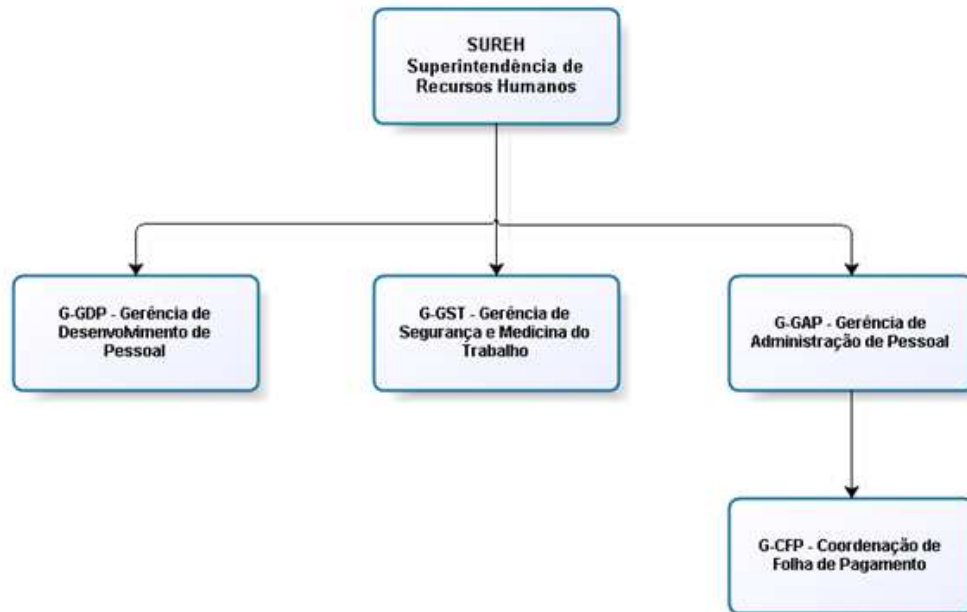 SUREH
Superintendência de
Recursos Humanos
G-GDP - Gerência de
Desenvolvimento de
Pessoal
G-GST - Gerência de
Segurança e Medicina do
Trabalho
G-GAP - Gerência de
Administração de Pessoal
G-CFP - Coordenação de
Folha de Pagamento